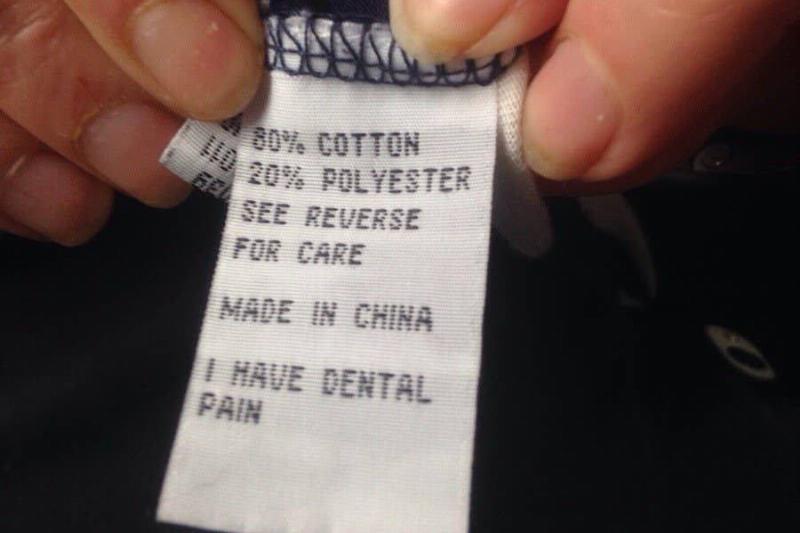 80% COTTON
20% POLYESTER
SEE REVERSE
FOR CARE
MADE IN CHINA
I HAVE DENTAL
PAIN